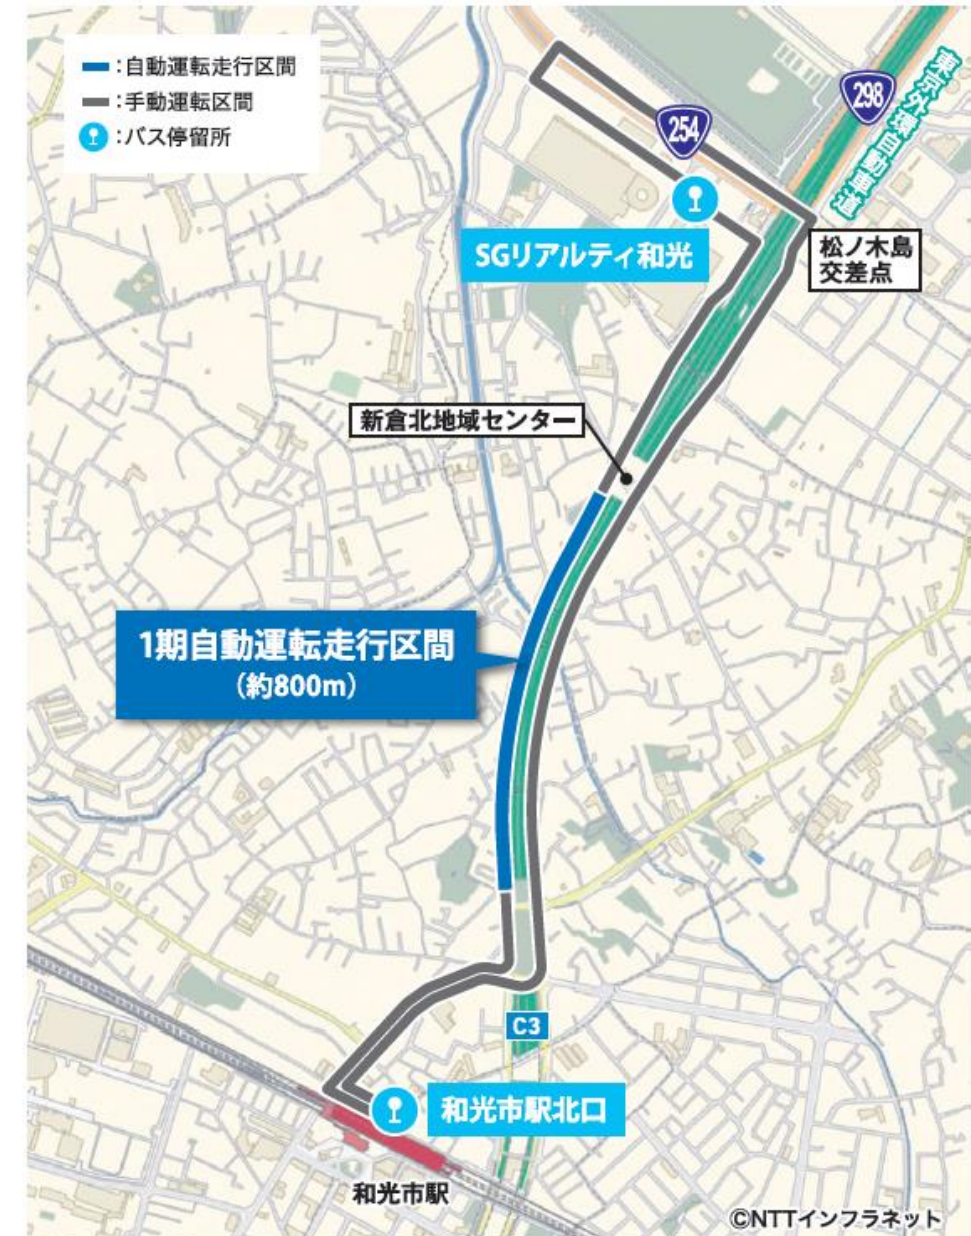 ：自動運転走行区間
：手動運転区間
：バス停留所
254
298
東京外環自動車道
SGリアルティ和光
松ノ木島
交差点
新倉北地域センター
1期自動運転走行区間
（約800m）
C3
和光市駅北口
和光市駅
©NTTインフラネット